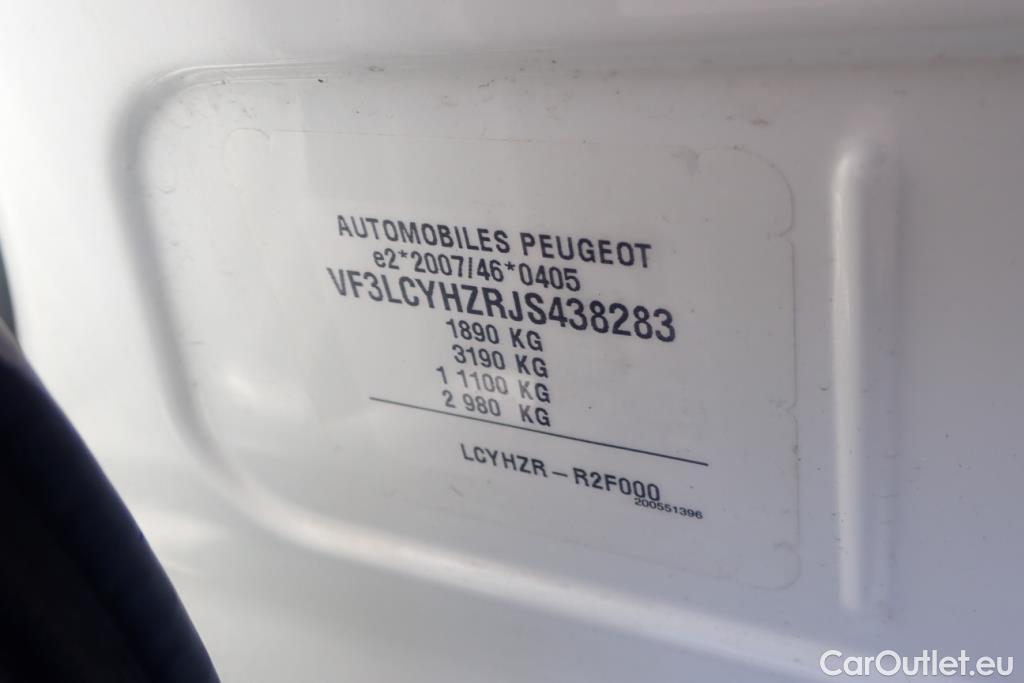 AUTOMOBILES PEUGEOT
e2*2007/46*0405
VF3LCYHZRJS438283
1890 KG
3190 KG
1 1100 KG
2 980 KG
LCYHZR – R2F000
200551396
CarOutlet.eu